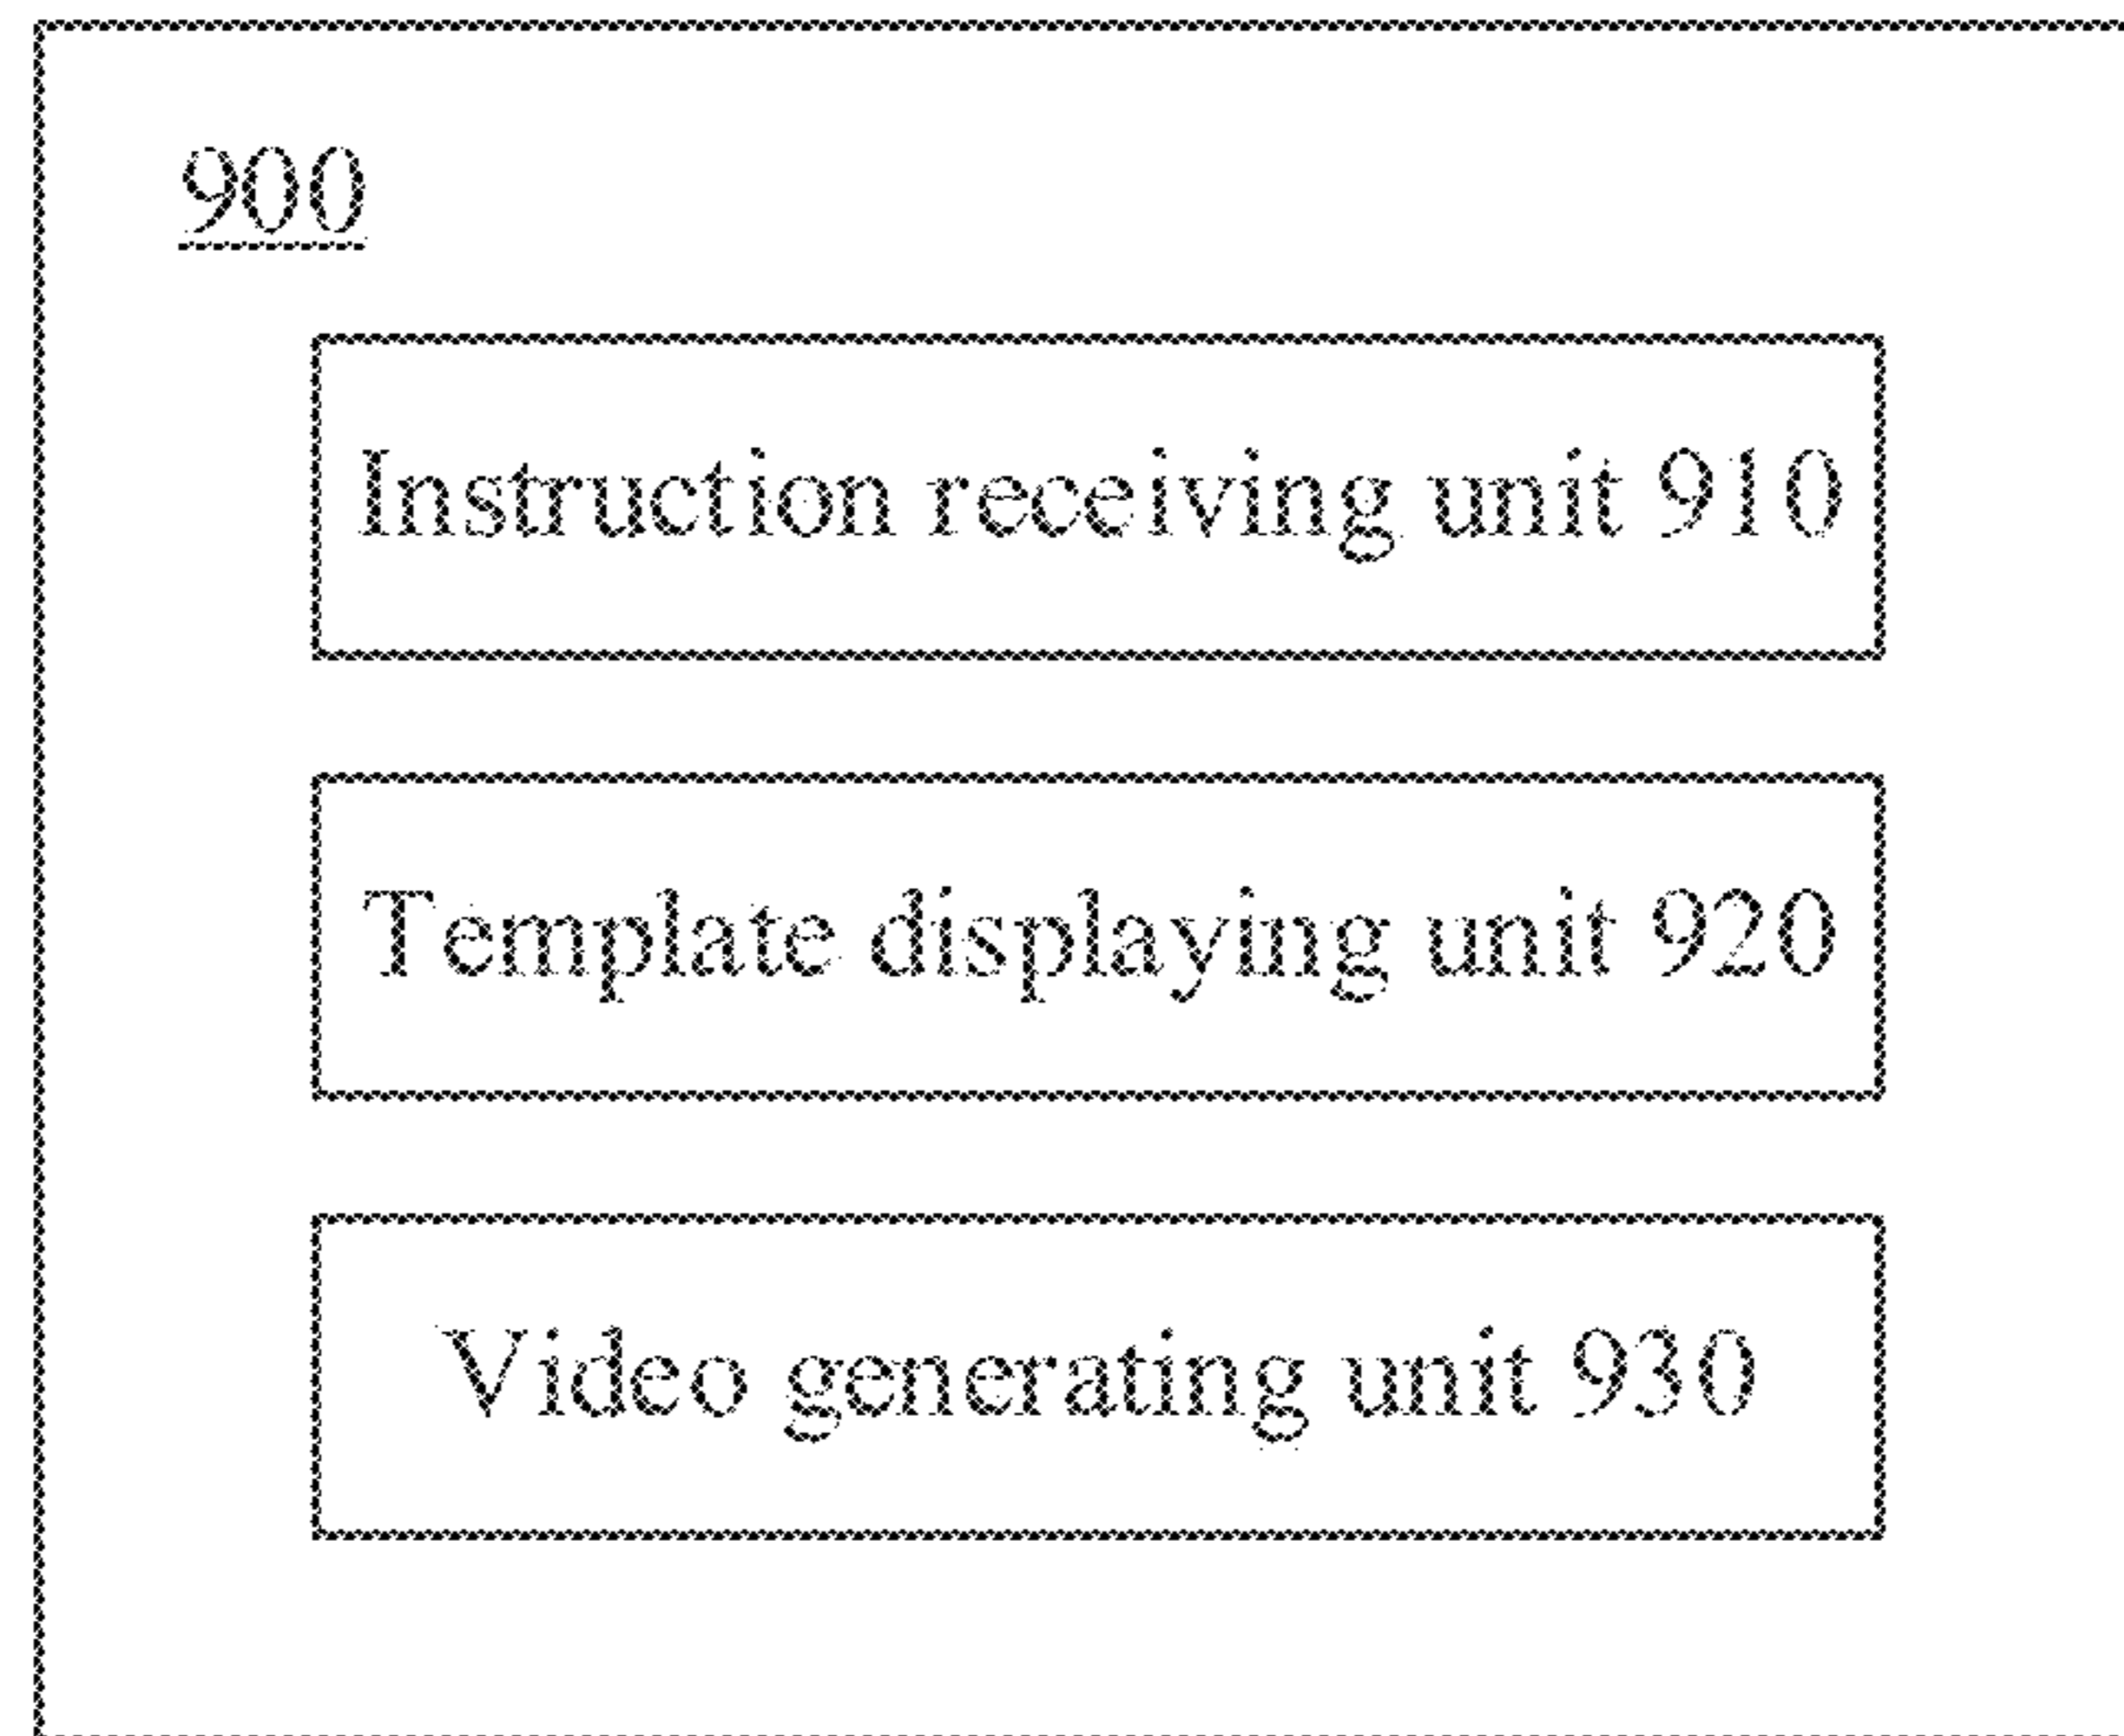 900
Instruction receiving unit 910
Template displaying unit 920
Video generating unit 930